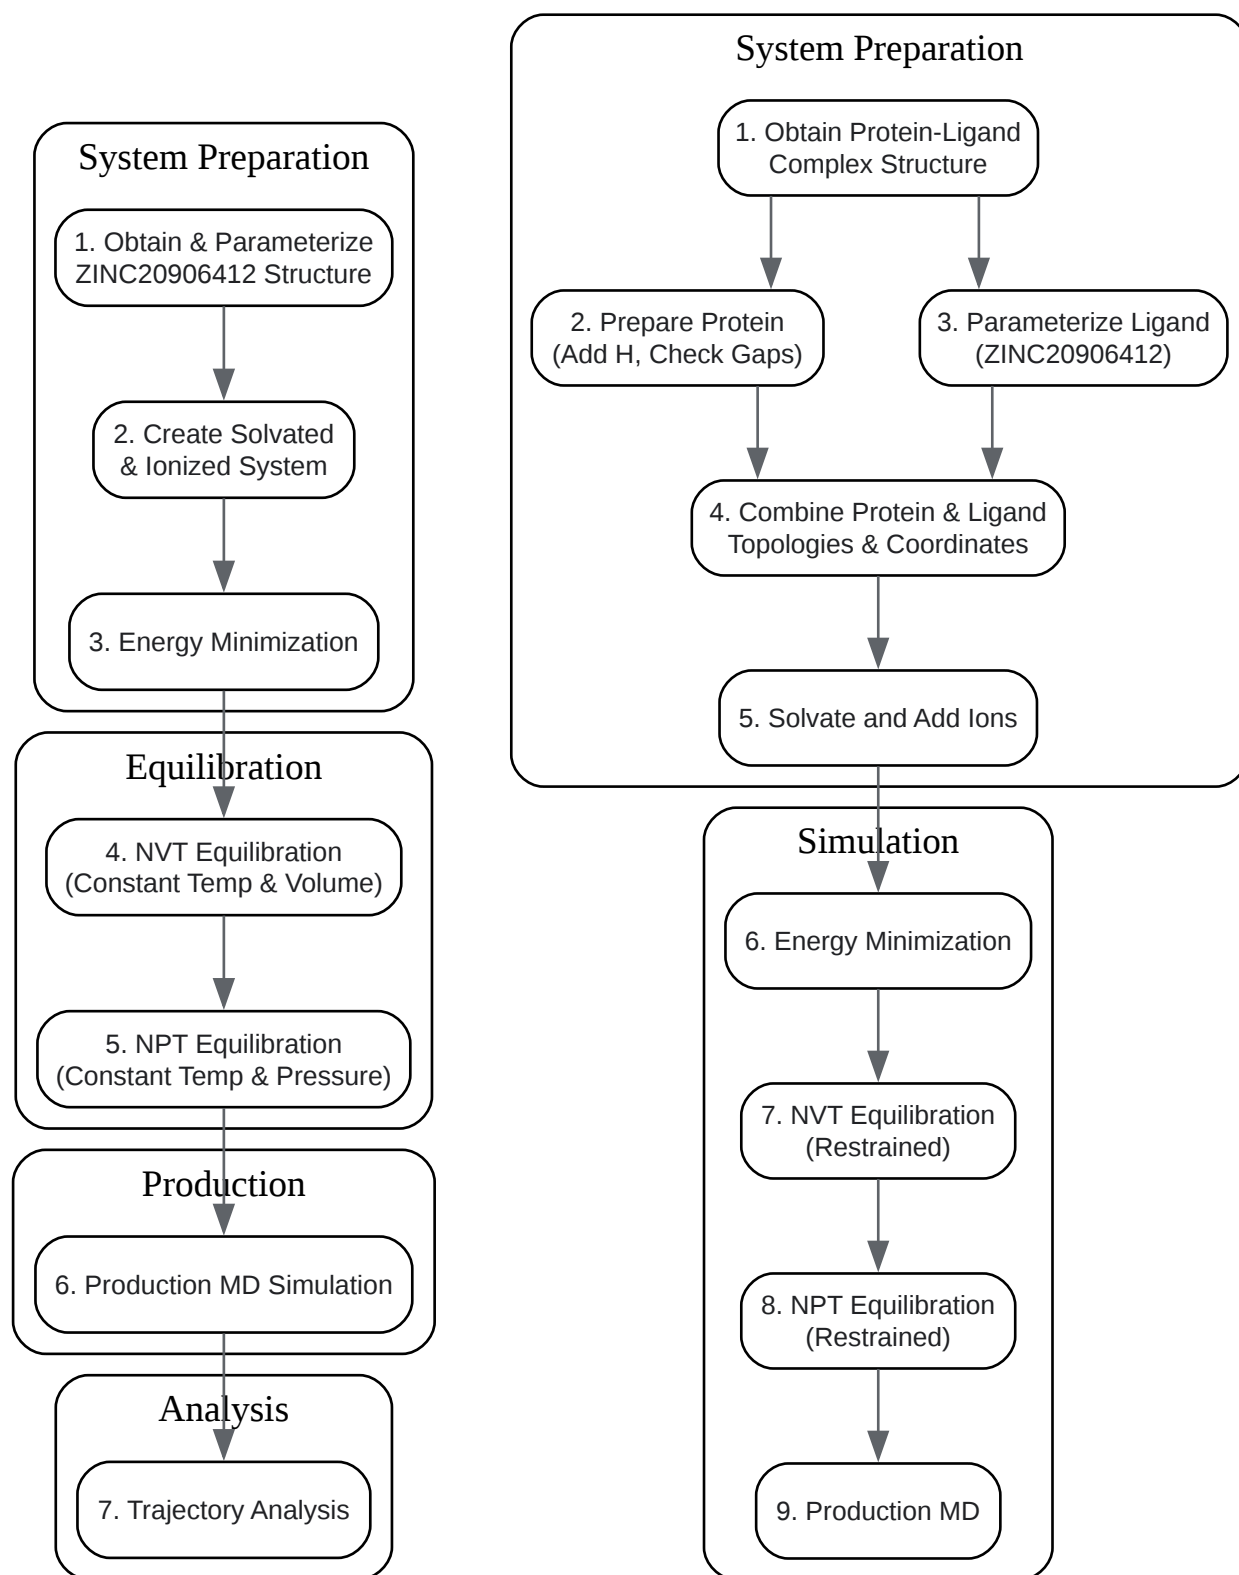 System Preparation
1. Obtain & Parameterize
ZINC20906412 Structure
2. Create Solvated
& Ionized System
3. Energy Minimization
Equilibration
4. NVT Equilibration
(Constant Temp & Volume)
5. NPT Equilibration
(Constant Temp & Pressure)
Production
6. Production MD Simulation
Analysis
7. Trajectory Analysis
System Preparation
1. Obtain Protein-Ligand
Complex Structure
2. Prepare Protein
(Add H, Check Gaps)
3. Parameterize Ligand
(ZINC20906412)
4. Combine Protein & Ligand
Topologies & Coordinates
5. Solvate and Add Ions
Simulation
6. Energy Minimization
7. NVT Equilibration
(Restrained)
8. NPT Equilibration
(Restrained)
9. Production MD